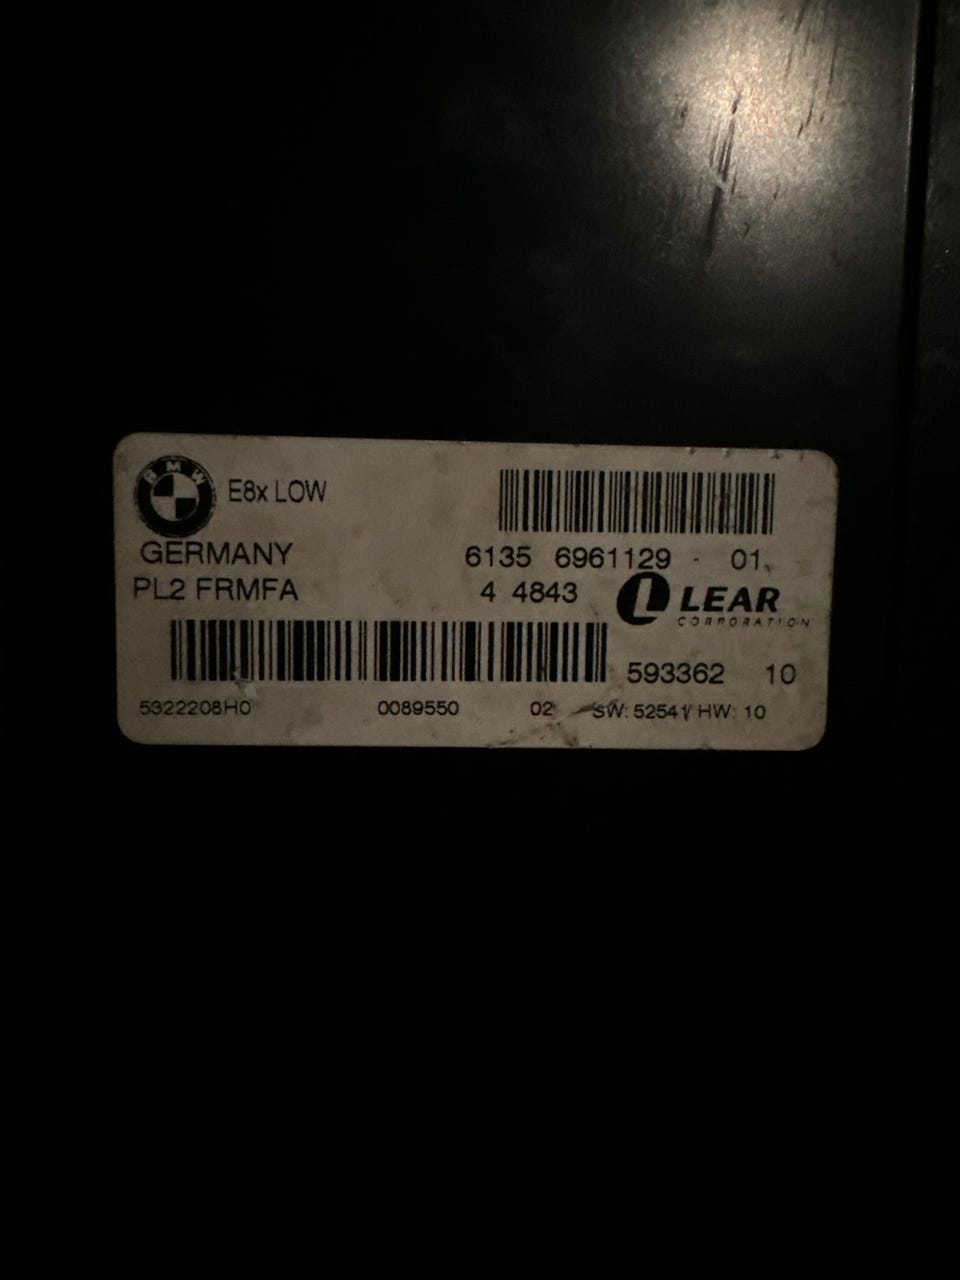 BMW
E8x LOW
GERMANY 6135 6961129 - 01
PL2 FRMFA 4 4843 LEAR
CORPORATION
593362 10
5322208H0 0089550 02 SW: 52541/ HW: 10